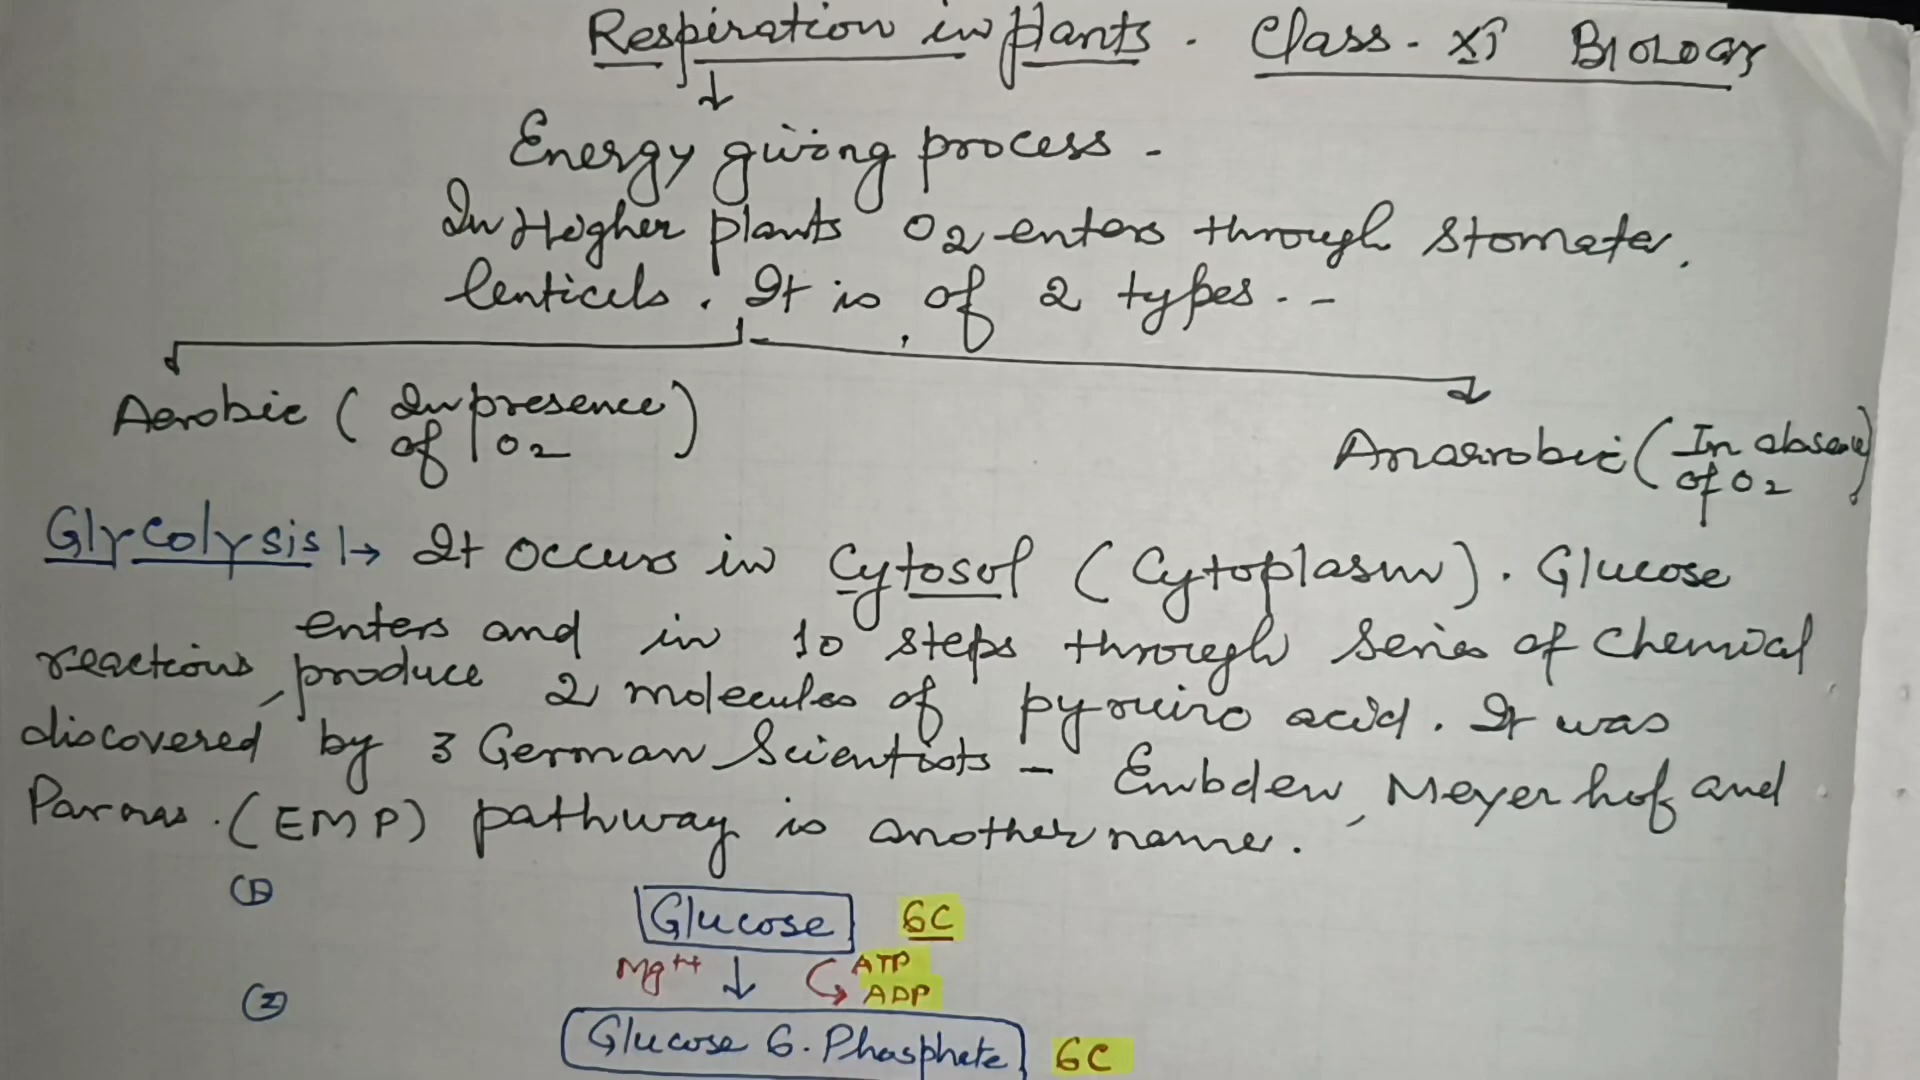 Respiration in plants. Class - XI Biology
Energy giving process -
In Higher plants O2 enters through stomata,
lenticels. It is of 2 types. -
Aerobic (In presence of O2)
Anarrobic (In absence of O2)
Glycolysis |→ It occurs in Cytosol (Cytoplasm). Glucose
enters and in 10 steps through series of chemical
reactions, produce 2 molecules of pyruvic acid. It was
discovered by 3 German Scientists - Embden, Meyerhof and
Parnas. (EMP) pathway is another name.
① Glucose 6C
Mg++ ↓ ATP
ADP
② Glucose 6. Phosphate 6C